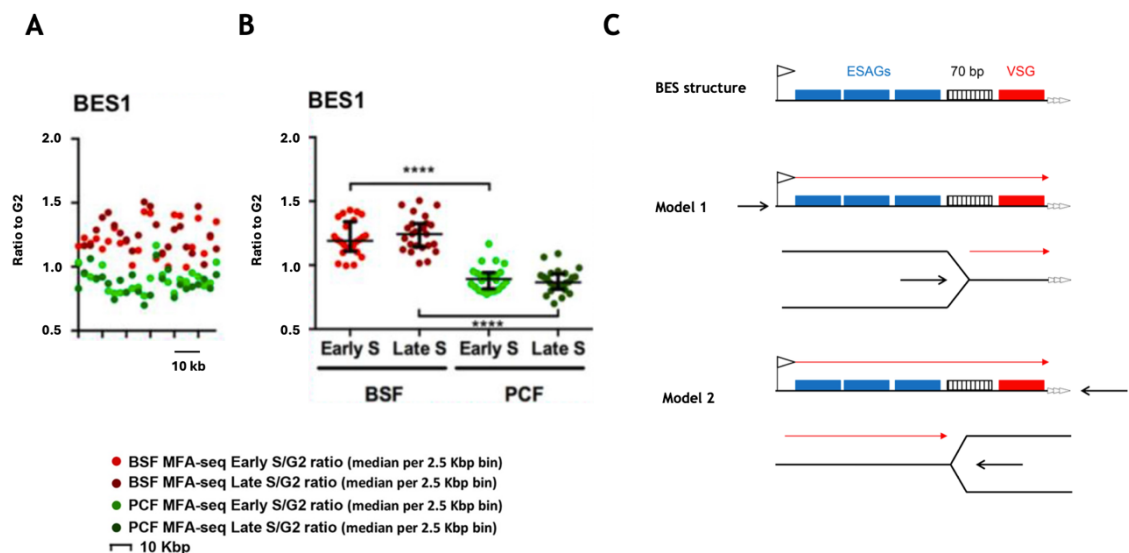 A
BES1
Ratio to G2
2.0
1.5
1.0
0.5
10 kb
B
BES1
Ratio to G2
2.0
1.5
1.0
0.5
****
****
Early S Late S Early S Late S
BSF PCF
BSF MFA-seq Early S/G2 ratio (median per 2.5 Kbp bin)
BSF MFA-seq Late S/G2 ratio (median per 2.5 Kbp bin)
PCF MFA-seq Early S/G2 ratio (median per 2.5 Kbp bin)
PCF MFA-seq Late S/G2 ratio (median per 2.5 Kbp bin)
10 Kbp
C
ESAGs 70 bp VSG
BES structure
Model 1
Model 2